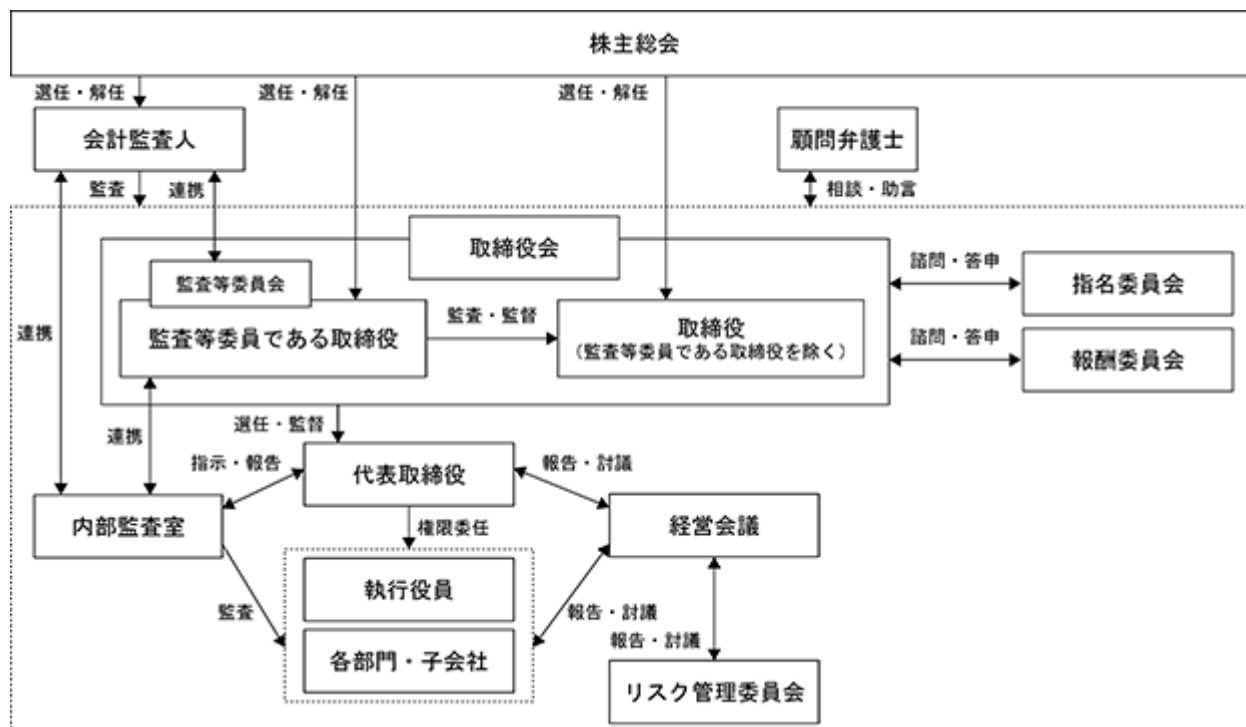 株主総会
選任・解任
選任・解任
選任・解任
会計監査人
顧問弁護士
監査
連携
相談・助言
取締役会
諮問・答申
指名委員会
監査等委員会
監査等委員である取締役
監査・監督
取締役
（監査等委員である取締役を除く）
連携
諮問・答申
報酬委員会
選任・監督
連携
指示・報告
代表取締役
報告・討議
内部監査室
権限委任
経営会議
執行役員
監査
報告・討議
報告・討議
各部門・子会社
リスク管理委員会